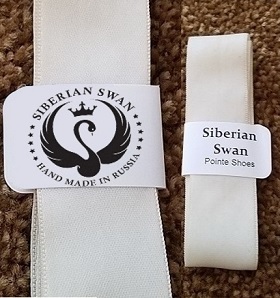 SIBERIAN SWAN
HAND MADE IN RUSSIA
Siberian
Swan
Pointe Shoes